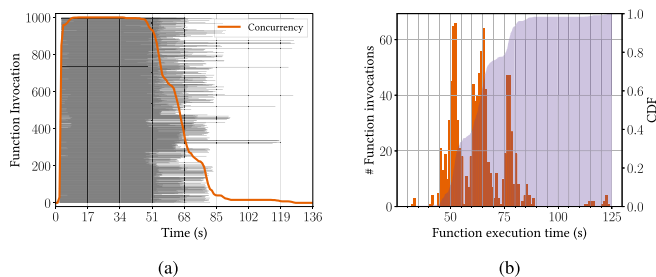 1000
800
600
400
200
0
Function Invocation
Concurrency
0 17 34 51 68 85 102 119 136
Time (s)
(a)
60
40
20
0
# Function invocations
1.0
0.8
0.6
0.4
0.2
0.0
CDF
50 75 100 125
Function execution time (s)
(b)